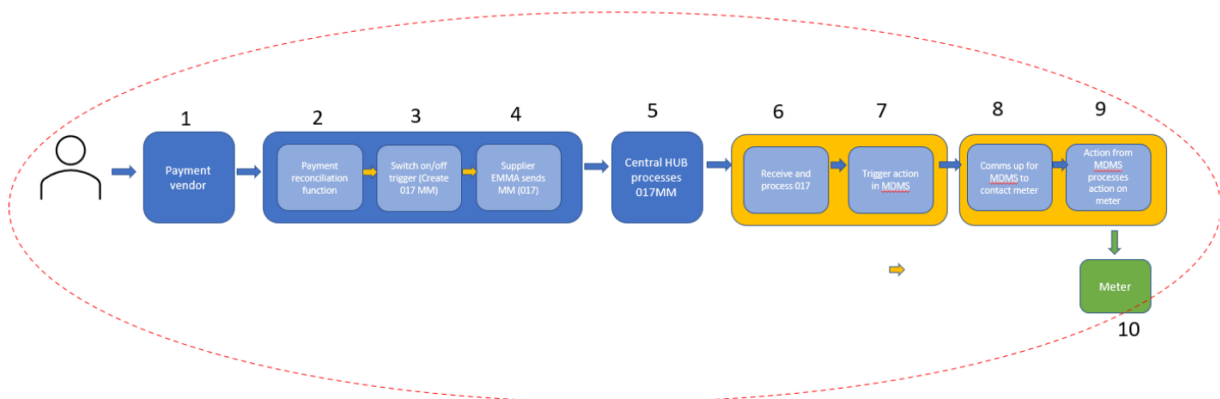 1
2
3
4
5
6
7
8
9
Payment
vendor
Payment
reconciliation
function
Switch on/off
trigger (Create
017 MM)
Supplier
EMMA sends
MM (017)
Central HUB
processes
017MM
Receive and
process 017
Trigger action
in MDMS
Comms up for
MDMS to
contact meter
Action from
MDMS
processes
action on
meter
Meter
10